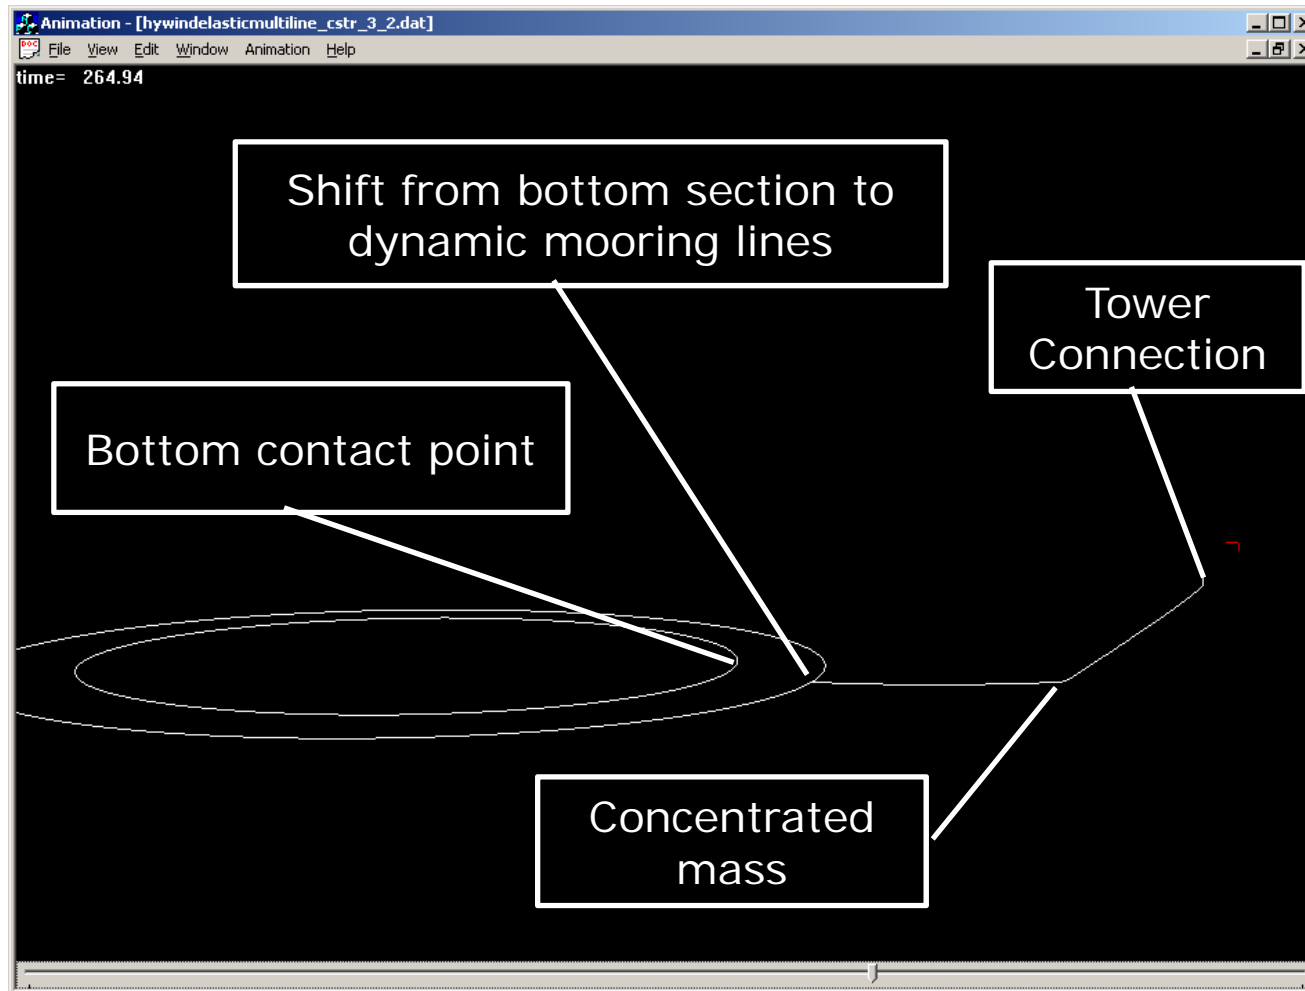 Animation - [hywindelasticmultiline_cstr_3_2.dat]
DOC File View Edit Window Animation Help
time= 264.94
Shift from bottom section to
dynamic mooring lines
Tower
Connection
Bottom contact point
Concentrated
mass